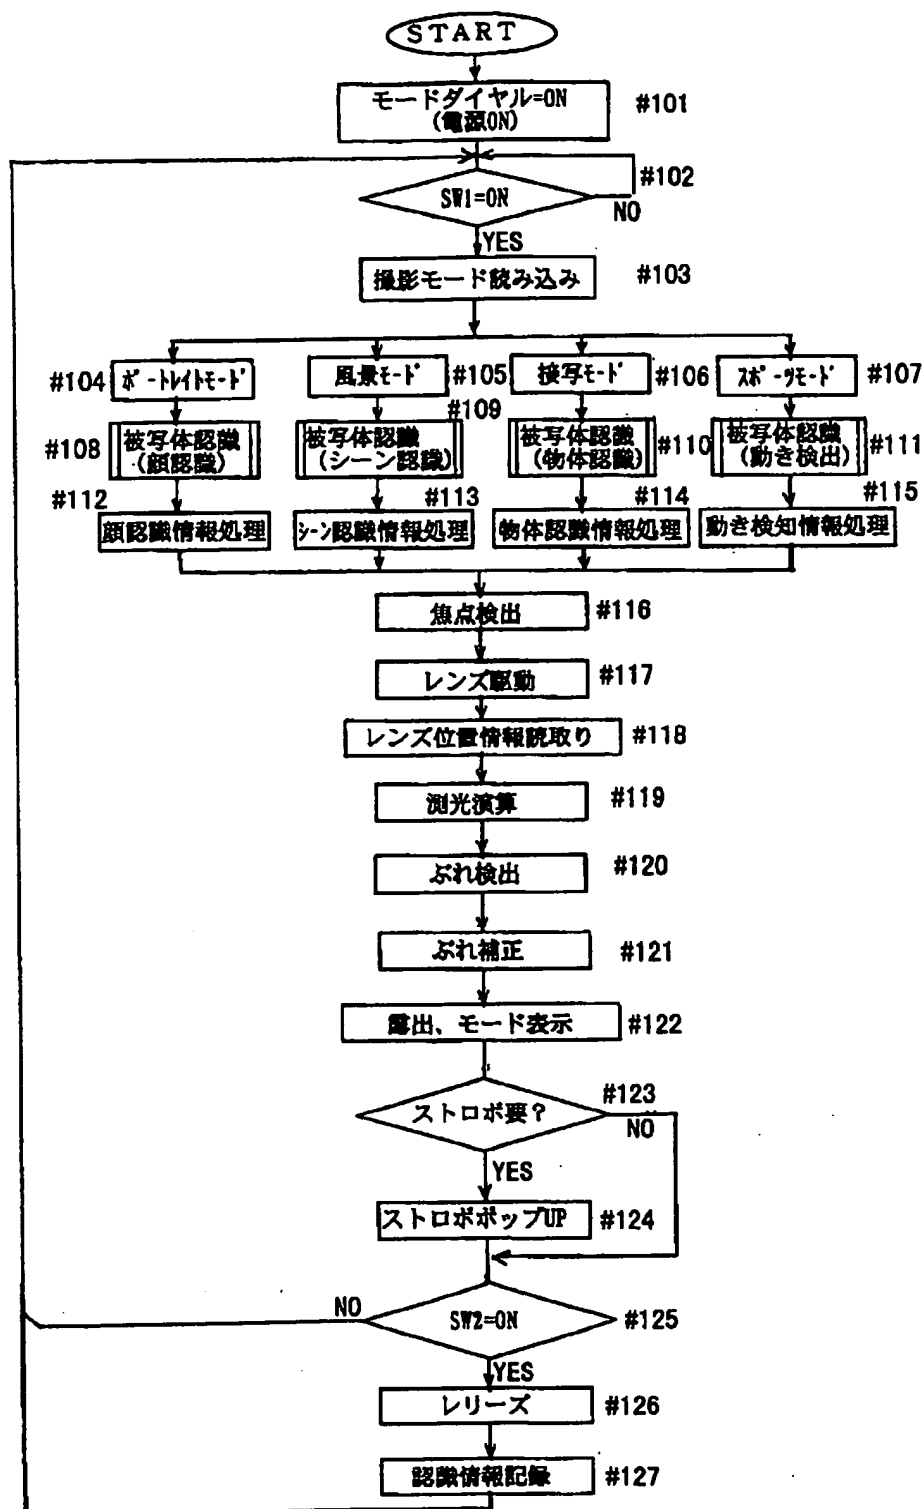 START
モードダイヤル=ON
(電源ON)
#101
#102
SW1=ON
NO
YES
撮影モード読み込み
#103
#104
ポートレイトモード
風景モード
#105
接写モード
#106
スポーツモード
#107
#108
被写体認識
(顔認識)
#109
被写体認識
(シーン認識)
被写体認識
(物体認識)
#110
被写体認識
(動き検出)
#111
#112
顔認識情報処理
#113
シーン認識情報処理
#114
物体認識情報処理
#115
動き検知情報処理
焦点検出
#116
レンズ駆動
#117
レンズ位置情報読取り
#118
測光演算
#119
ぶれ検出
#120
ぶれ補正
#121
露出、モード表示
#122
ストロボ要?
#123
NO
YES
ストロボポップUP
#124
NO
SW2=ON
#125
YES
レリーズ
#126
認識情報記録
#127